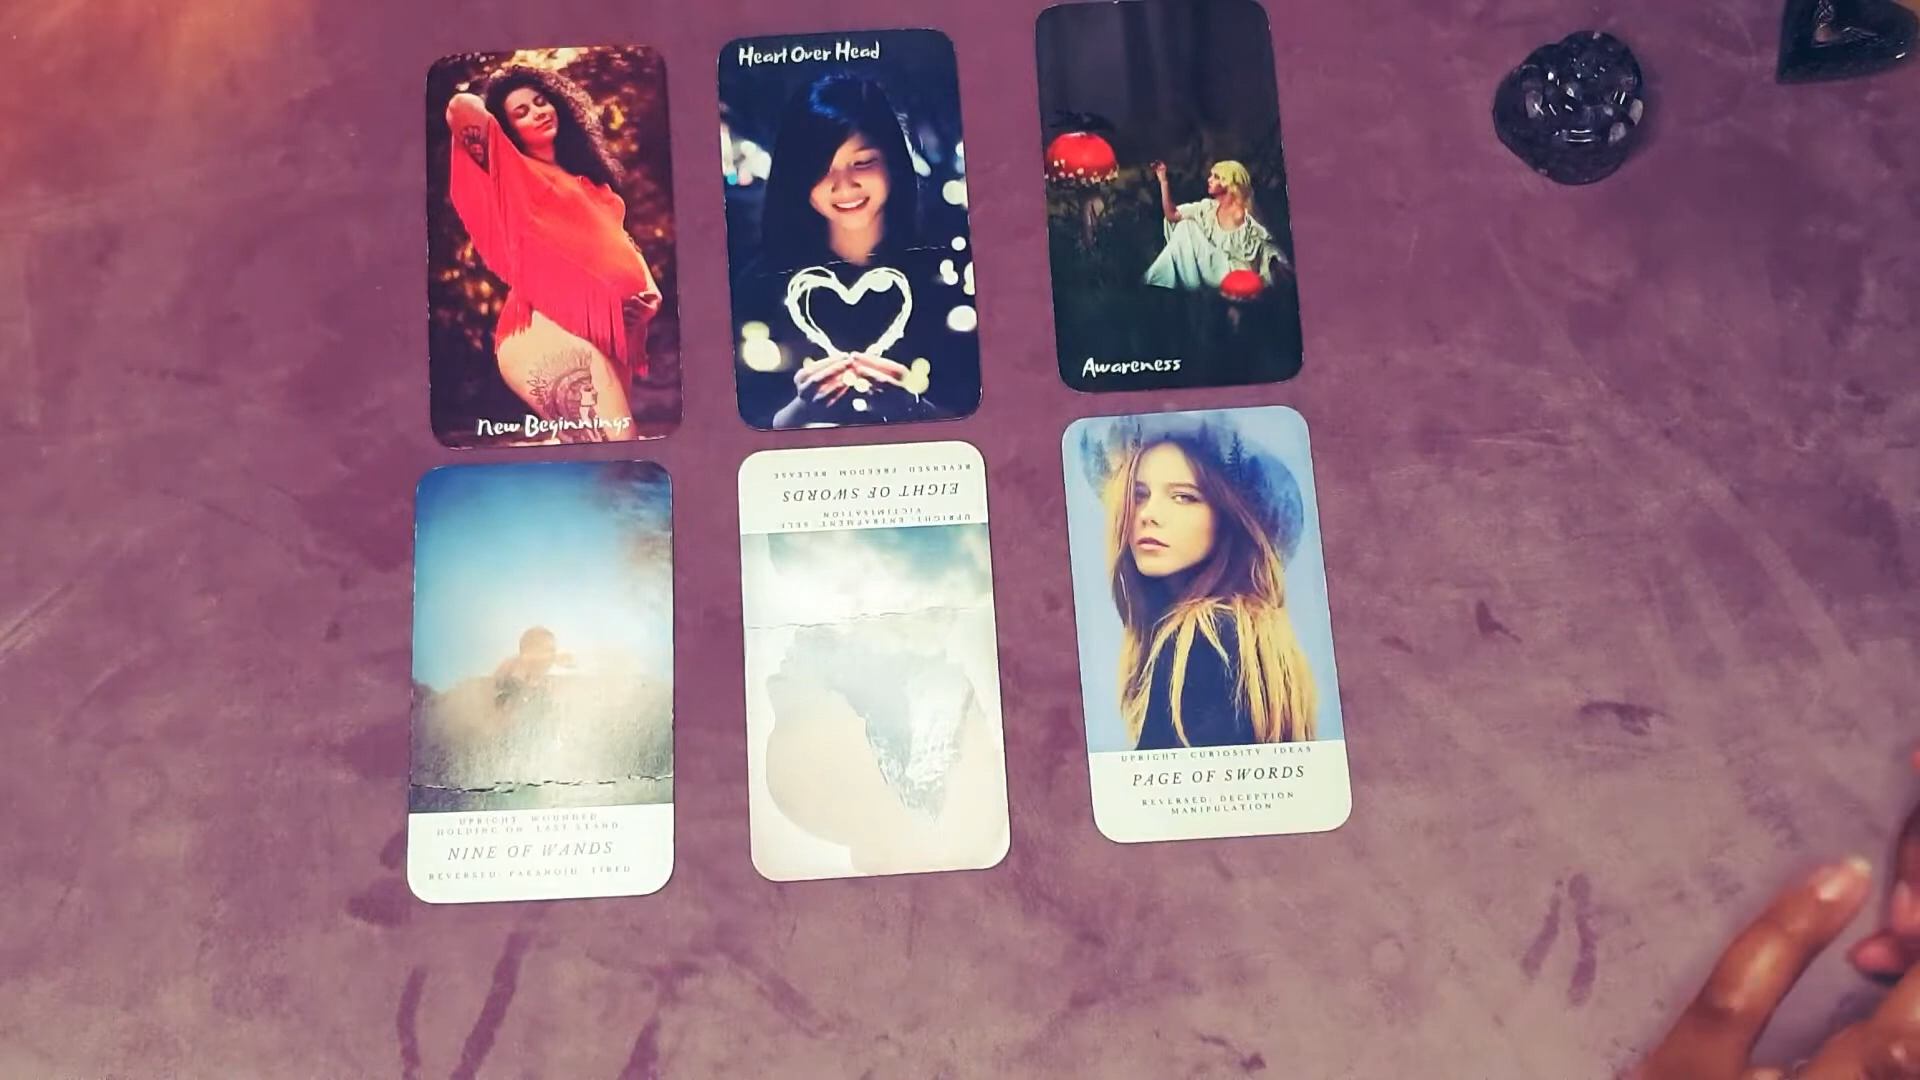 Heart Over Head
Awareness
New Beginnings
REVERSED FREEDOM RELEASE
EIGHT OF SWORDS
UPRIGHT: ENTRAPMENT SELF
VICTIMISATION
UPRIGHT WOUNDED
HOLDING ON LAST STAND
NINE OF WANDS
REVERSED: PARANOID TIRED
UPRIGHT CURIOSITY IDEAS
PAGE OF SWORDS
REVERSED: DECEPTION
MANIPULATION